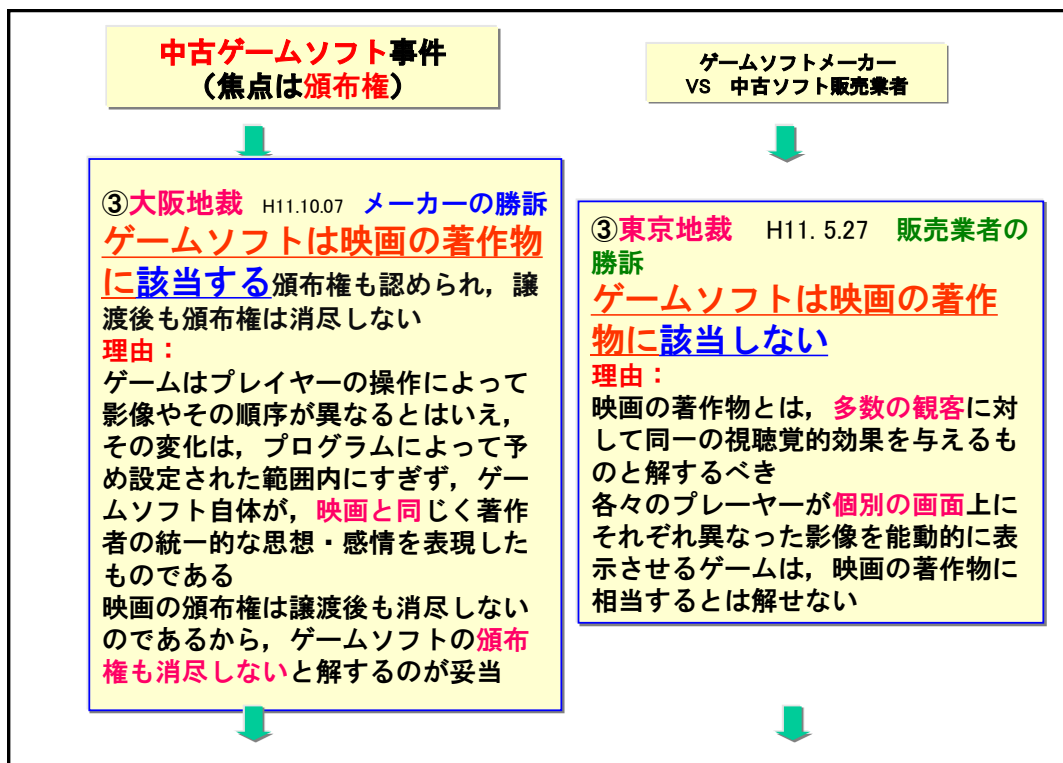 中古ゲームソフト事件
（焦点は頒布権）
ゲームソフトメーカー
VS　中古ソフト販売業者
③大阪地裁　H11.10.07　メーカーの勝訴
ゲームソフトは映画の著作物
に該当する頒布権も認められ，譲
渡後も頒布権は消尽しない
理由：
ゲームはプレイヤーの操作によって
影像やその順序が異なるとはいえ，
その変化は，プログラムによって予
め設定された範囲内にすぎず，ゲー
ムソフト自体が，映画と同じく著作
者の統一的な思想・感情を表現した
ものである
映画の頒布権は譲渡後も消尽しない
のであるから，ゲームソフトの頒布
権も消尽しないと解するのが妥当
③東京地裁　H11. 5.27　販売業者の
勝訴
ゲームソフトは映画の著作
物に該当しない
理由：
映画の著作物とは，多数の観客に対
して同一の視聴覚的効果を与えるも
のと解するべき
各々のプレーヤーが個別の画面上に
それぞれ異なった影像を能動的に表
示させるゲームは，映画の著作物に
相当するとは解せない